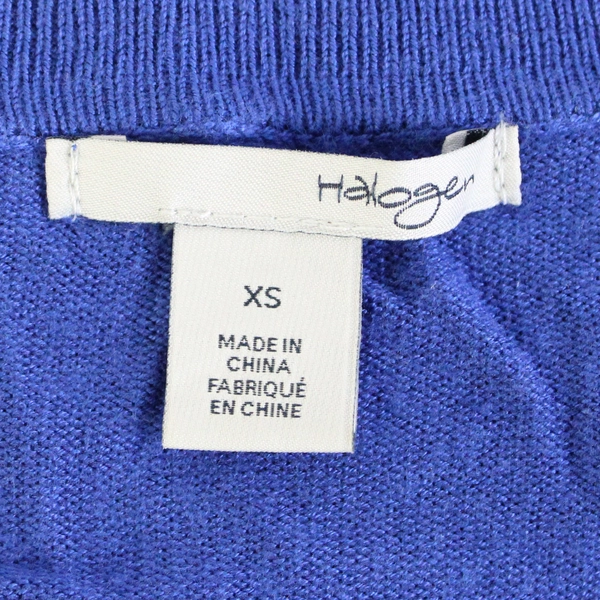 Halogen
XS
MADE IN
CHINA
FABRIQUÉ
EN CHINE